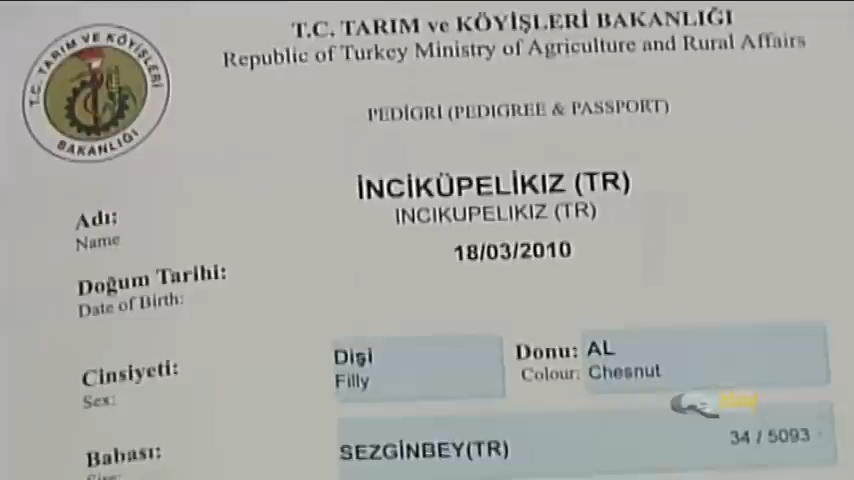 T.C. TARIM VE KÖYİŞLERİ
BAKANLIĞI
T.C. TARIM ve KÖYİŞLERİ BAKANLIĞI
Republic of Turkey Ministry of Agriculture and Rural Affairs
PEDİGRİ (PEDIGREE & PASSPORT)
Adı: İNCİKÜPELİKIZ (TR)
Name INCIKUPELIKIZ (TR)
Doğum Tarihi: 18/03/2010
Date of Birth:
Cinsiyeti: Dişi Donu: AL
Sex: Filly Colour: Chesnut
Babası: SEZGİNBEY(TR) 34 / 5093